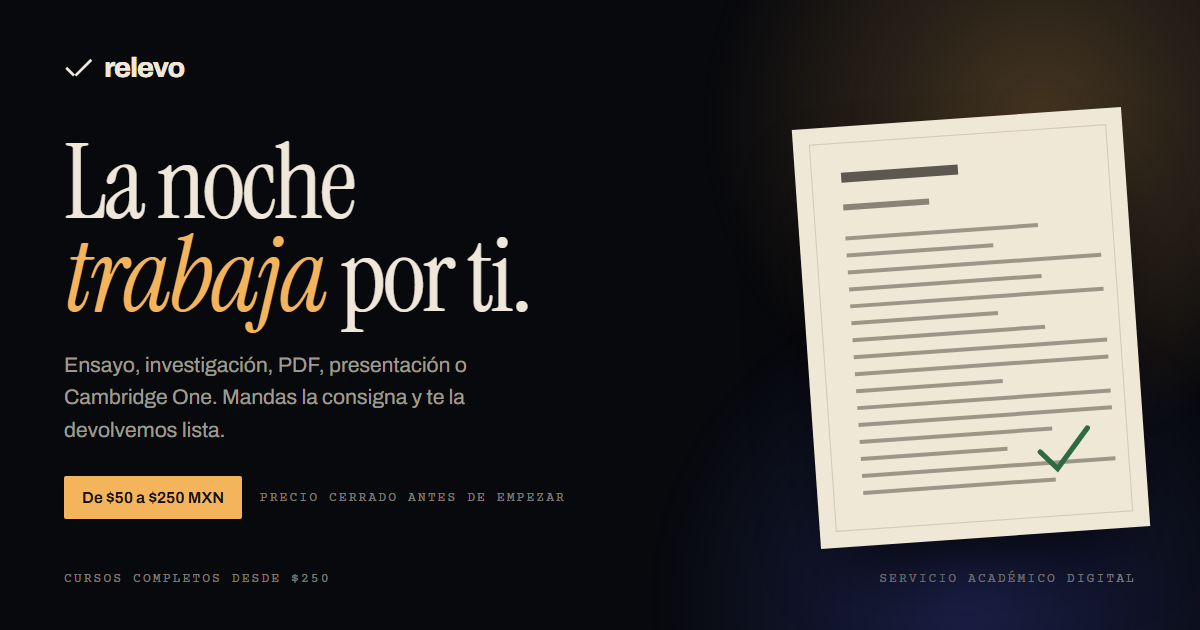 relevo
La noche
trabaja por ti.
Ensayo, investigación, PDF, presentación o
Cambridge One. Mandas la consigna y te la
devolvemos lista.
De $50 a $250 MXN
PRECIO CERRADO ANTES DE EMPEZAR
CURSOS COMPLETOS DESDE $250
SERVICIO ACADÉMICO DIGITAL